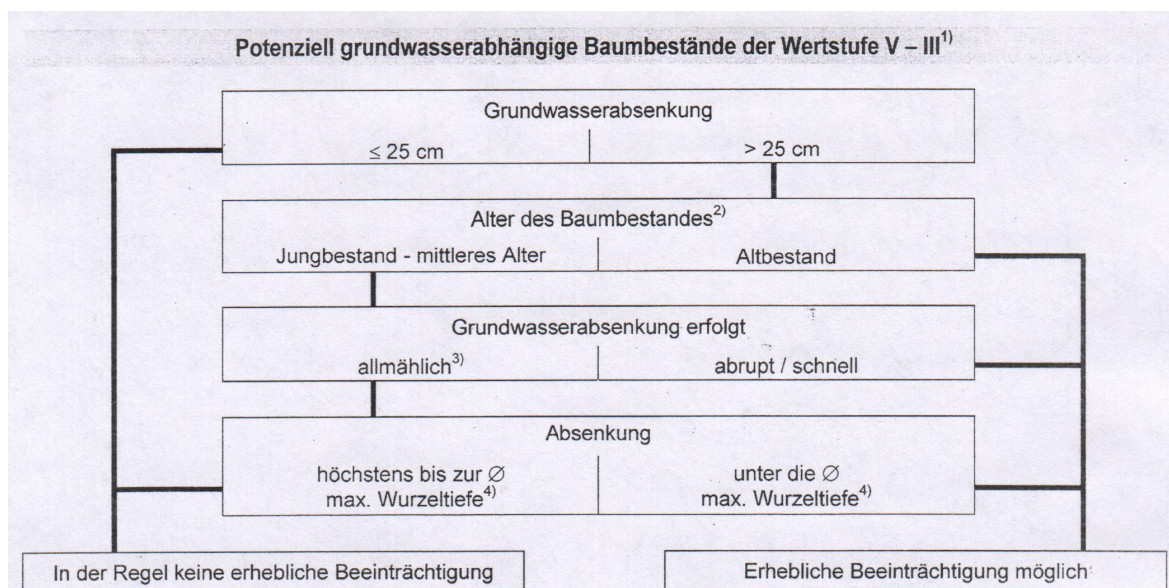 Potenziell grundwasserabhängige Baumbestände der Wertstufe V – III1)
Grundwasserabsenkung
≤ 25 cm > 25 cm
Alter des Baumbestandes2)
Jungbestand - mittleres Alter Altbestand
Grundwasserabsenkung erfolgt
allmählich3) abrupt / schnell
Absenkung
höchstens bis zur ∅ unter die ∅
max. Wurzeltiefe4) max. Wurzeltiefe4)
In der Regel keine erhebliche Beeinträchtigung Erhebliche Beeinträchtigung möglich